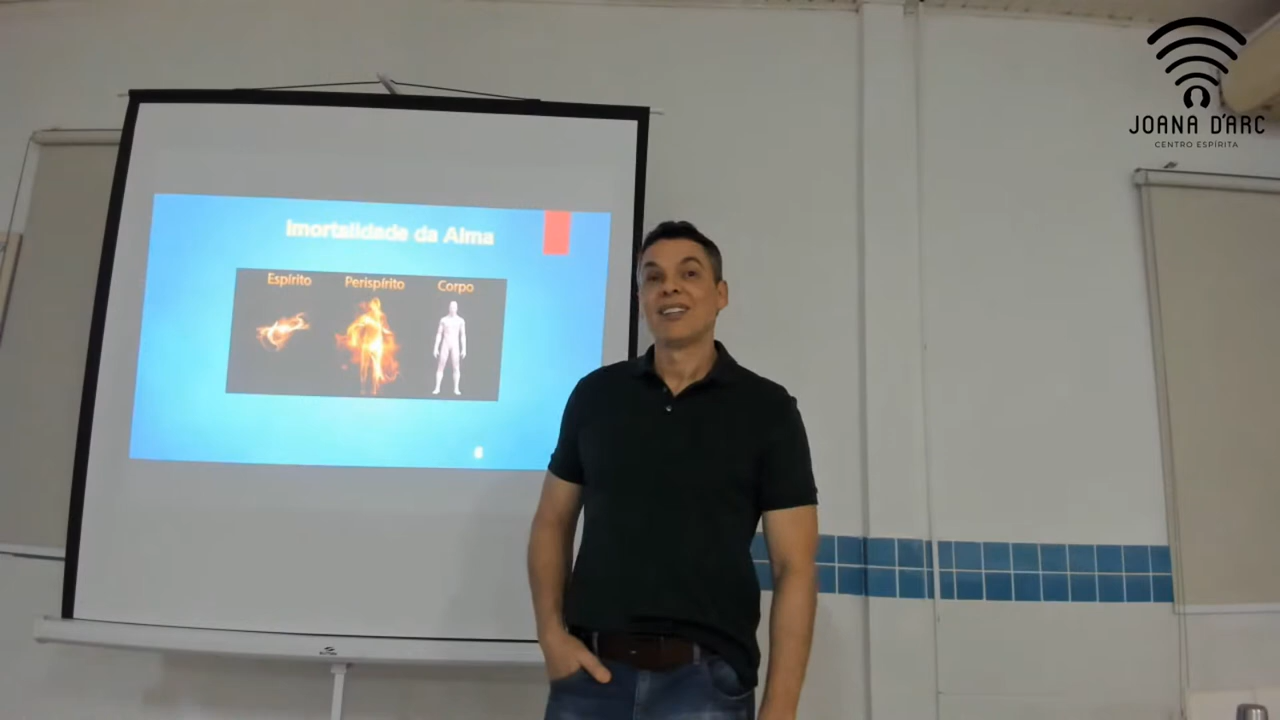 JOANA D'ARC
CENTRO ESPÍRITA
Imortalidade da Alma
Espírito Perispírito Corpo